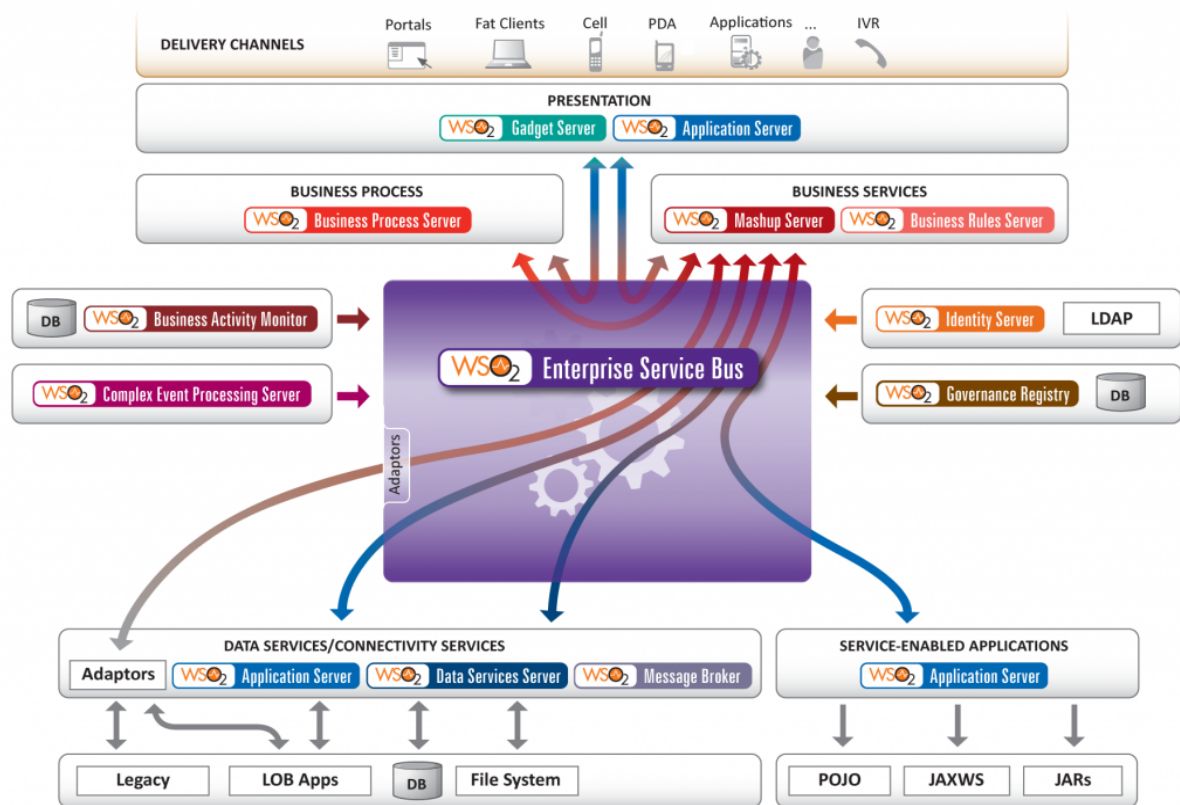 DELIVERY CHANNELS
Portals
Fat Clients
Cell
PDA
Applications
...
IVR
PRESENTATION
WSO2 Gadget Server
WSO2 Application Server
BUSINESS PROCESS
WSO2 Business Process Server
BUSINESS SERVICES
WSO2 Mashup Server
WSO2 Business Rules Server
DB
WSO2 Business Activity Monitor
WSO2 Complex Event Processing Server
WSO2 Enterprise Service Bus
Adaptors
WSO2 Identity Server
LDAP
WSO2 Governance Registry
DB
DATA SERVICES/CONNECTIVITY SERVICES
Adaptors
WSO2 Application Server
WSO2 Data Services Server
WSO2 Message Broker
SERVICE-ENABLED APPLICATIONS
WSO2 Application Server
Legacy
LOB Apps
DB
File System
POJO
JAXWS
JARs